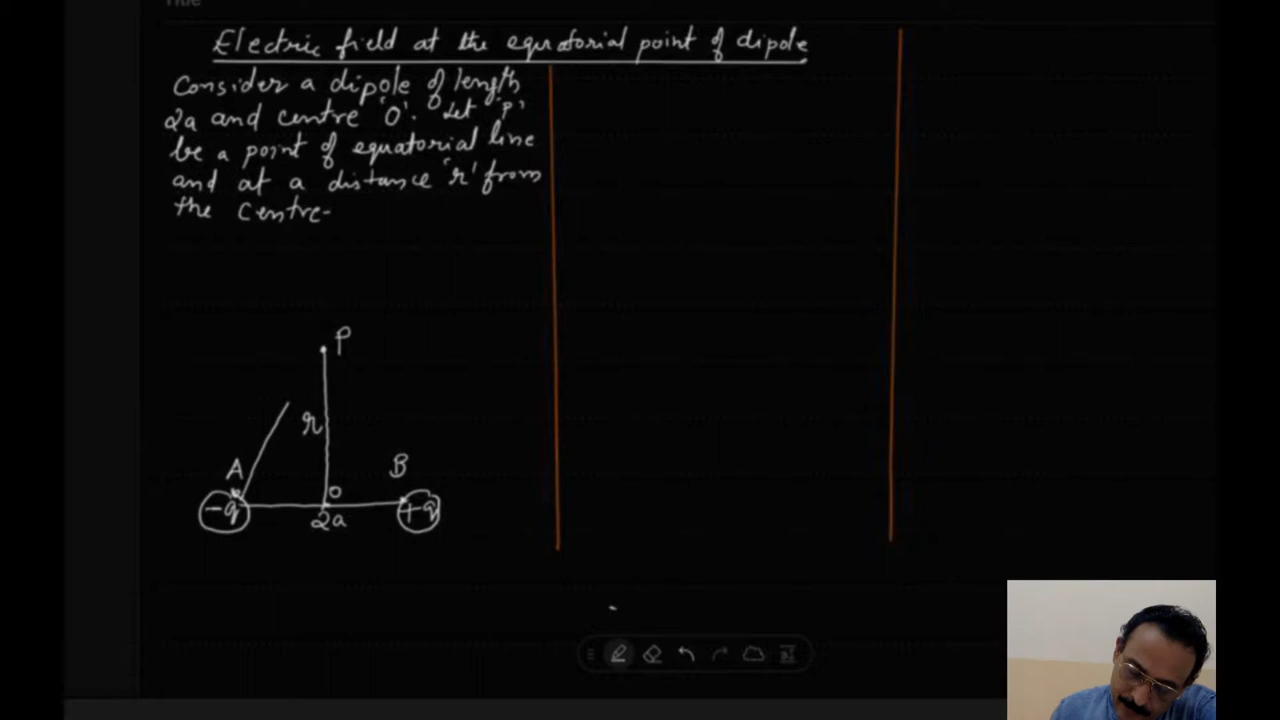 Title
Electric field at the equatorial point of dipole
Consider a dipole of length
2a and centre 'O'. Let 'P'
be a point of equatorial line
and at a distance 'r' from
the centre-
P
r
A
B
O
-q
2a
+q